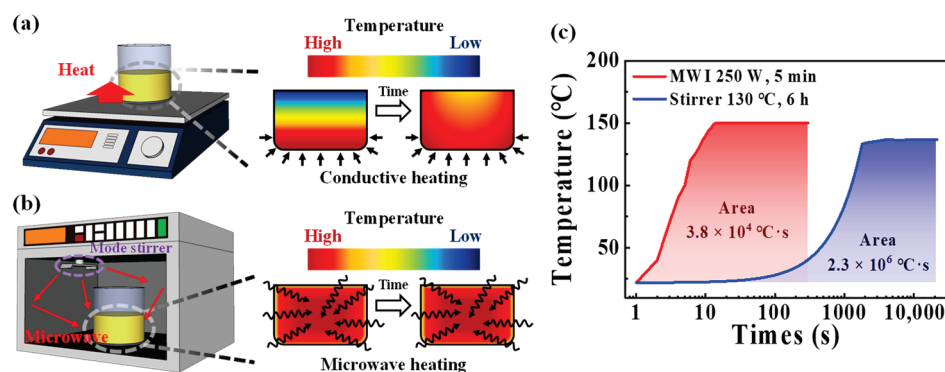 (a)
Heat
Temperature
High
Low
Time
Conductive heating
(b)
Mode stirrer
Microwave
Temperature
High
Low
Time
Microwave heating
(c)
Temperature (℃)
200
150
100
50
MWI 250 W, 5 min
Stirrer 130 ℃, 6 h
Area
3.8 × 10⁴ ℃·s
Area
2.3 × 10⁶ ℃·s
1
10
100
1000
10,000
Times (s)